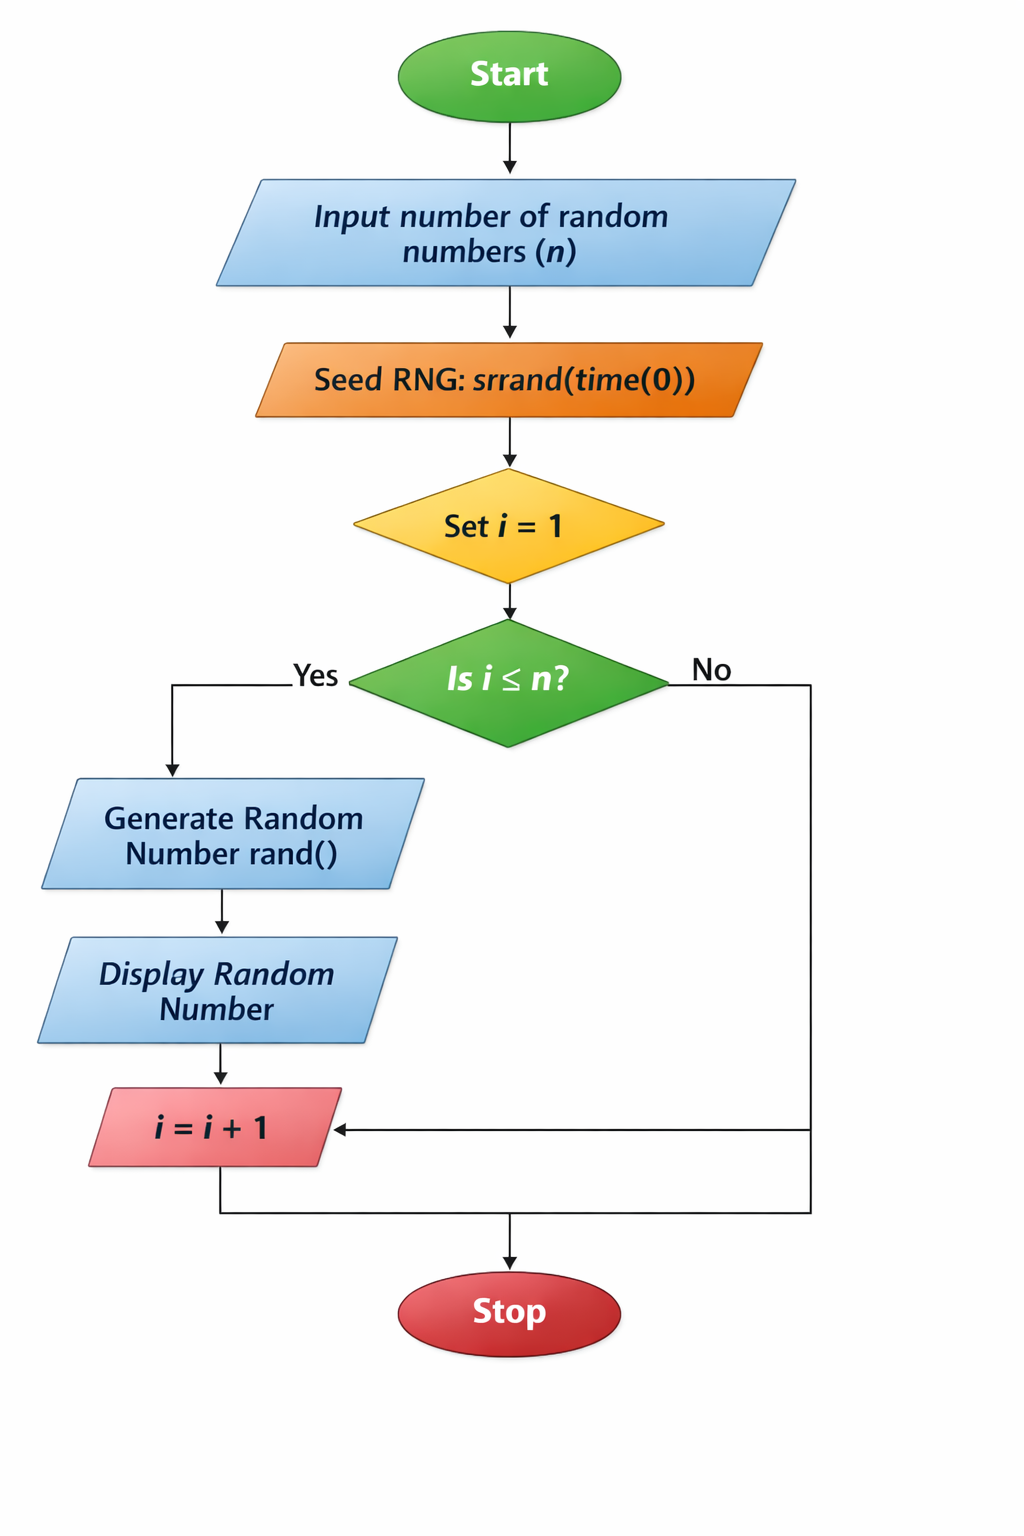 Start
Input number of random
numbers (n)
Seed RNG: srrand(time(0))
Set i = 1
Is i ≤ n?
Yes
No
Generate Random
Number rand()
Display Random
Number
i = i + 1
Stop